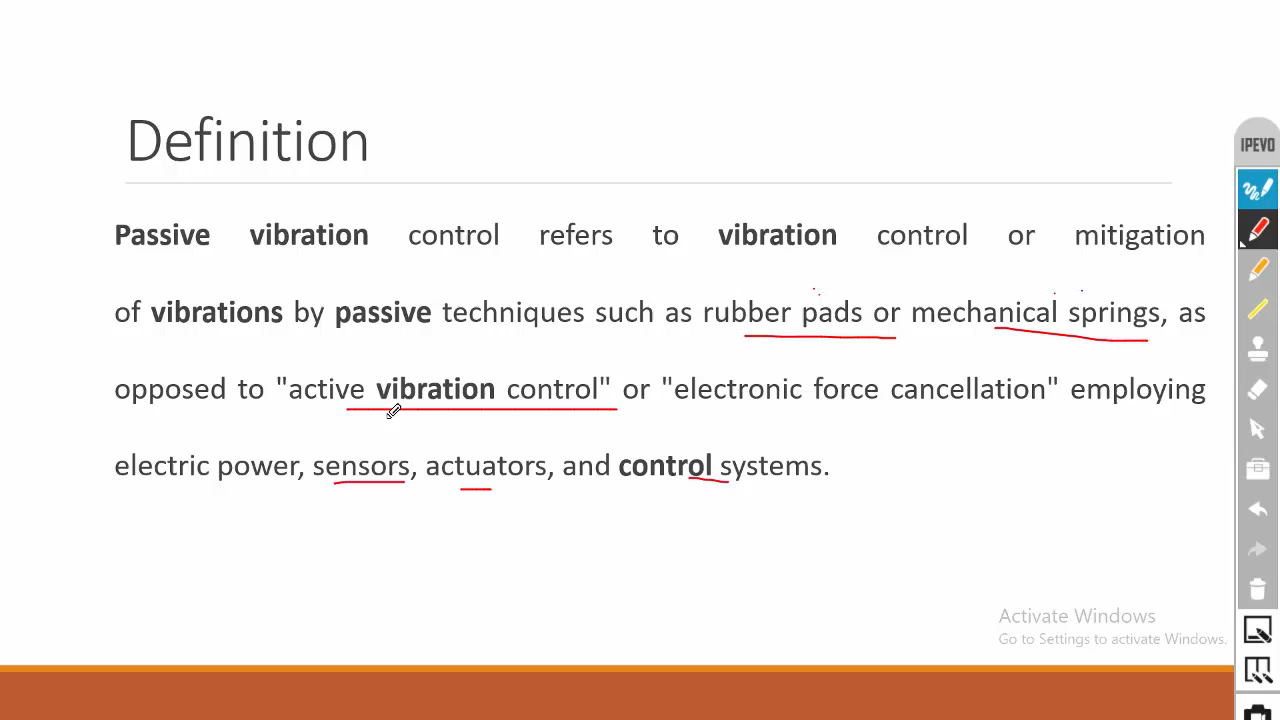 Definition
Passive vibration control refers to vibration control or mitigation
of vibrations by passive techniques such as rubber pads or mechanical springs, as
opposed to "active vibration control" or "electronic force cancellation" employing
electric power, sensors, actuators, and control systems.
Activate Windows
Go to Settings to activate Windows.
IPEVO